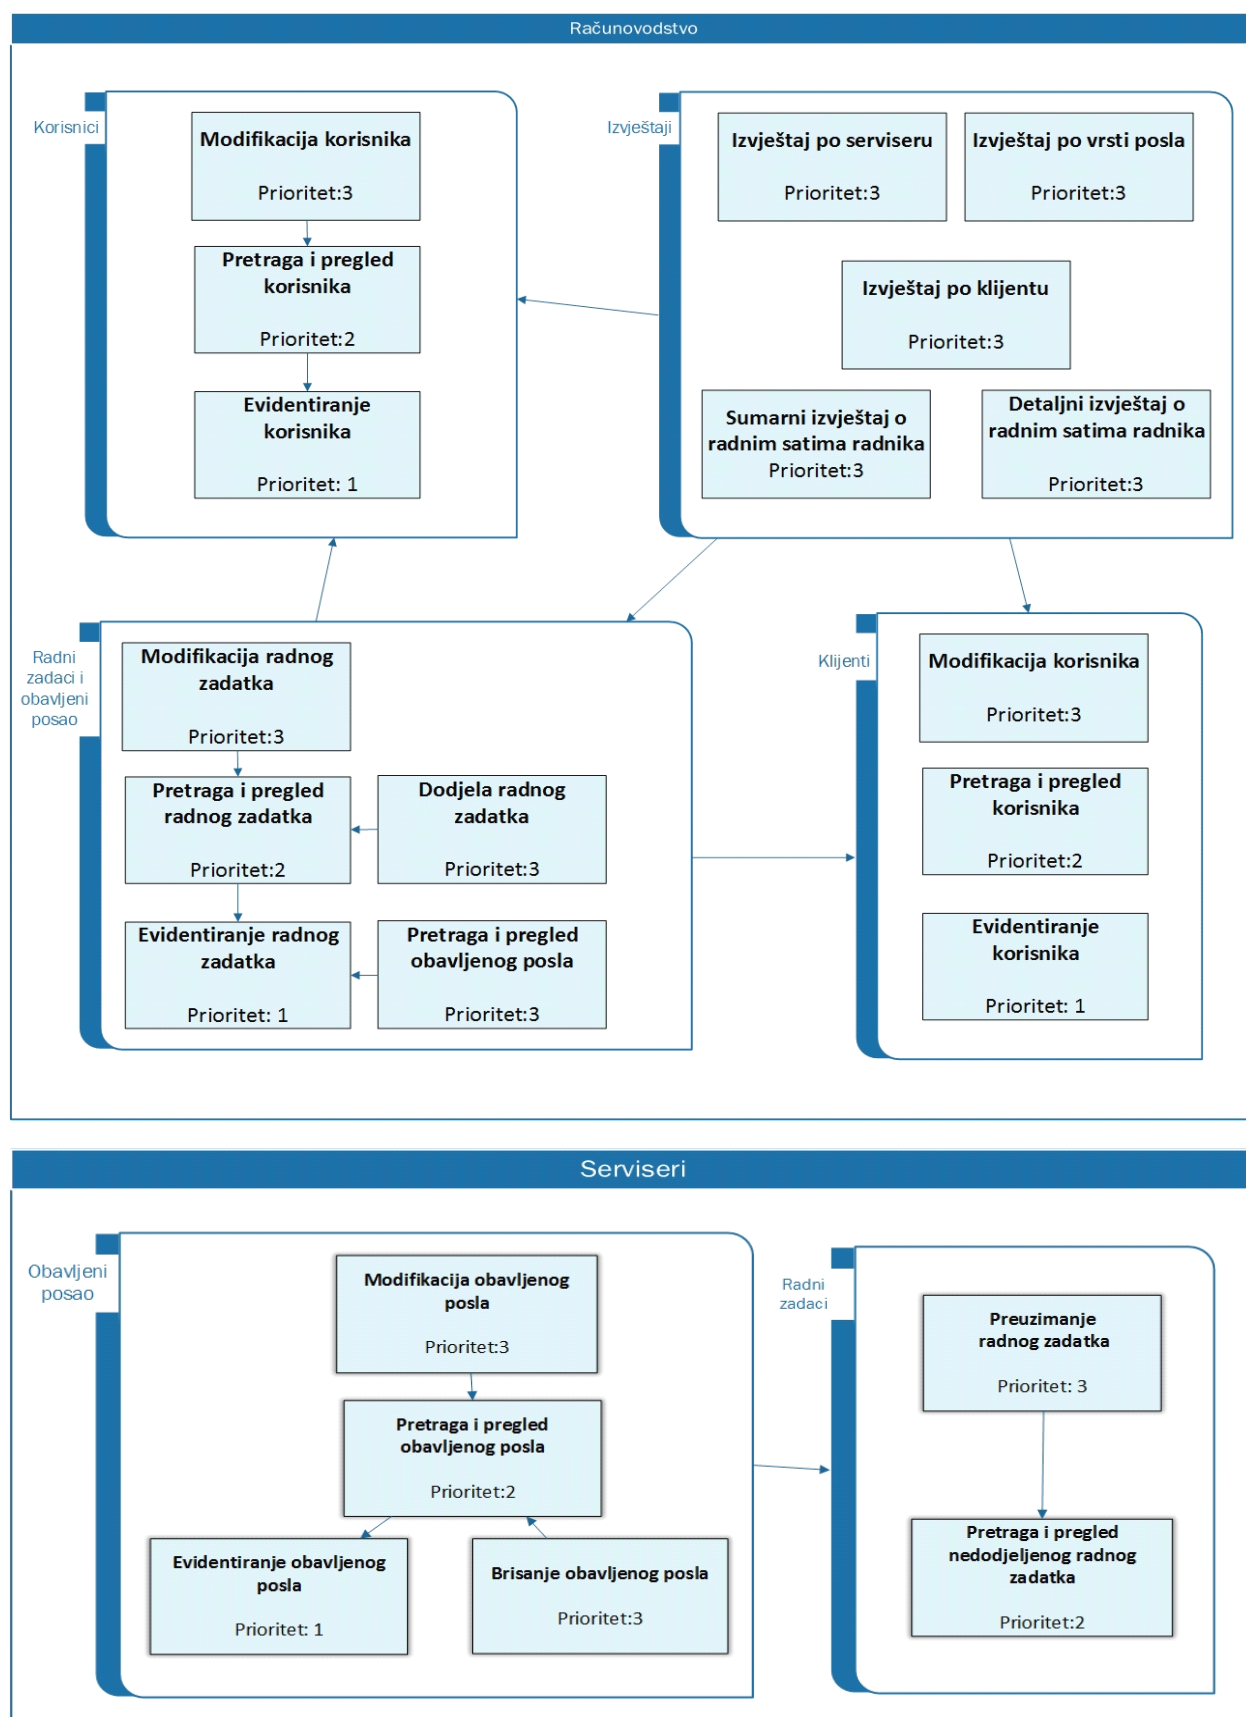 Računovodstvo
Korisnici
Modifikacija korisnika
Prioritet:3
Pretraga i pregled
korisnika
Prioritet:2
Evidentiranje
korisnika
Prioritet: 1
Izvještaji
Izvještaj po serviseru
Prioritet:3
Izvještaj po vrsti posla
Prioritet:3
Izvještaj po klijentu
Prioritet:3
Sumarni izvještaj o
radnim satima radnika
Prioritet:3
Detaljni izvještaj o
radnim satima radnika
Prioritet:3
Radni
zadaci i
obavljeni
posao
Modifikacija radnog
zadatka
Prioritet:3
Pretraga i pregled
radnog zadatka
Prioritet:2
Dodjela radnog
zadatka
Prioritet:3
Evidentiranje radnog
zadatka
Prioritet: 1
Pretraga i pregled
obavljenog posla
Prioritet:3
Klijenti
Modifikacija korisnika
Prioritet:3
Pretraga i pregled
korisnika
Prioritet:2
Evidentiranje
korisnika
Prioritet: 1
Serviseri
Obavljeni
posao
Modifikacija obavljenog
posla
Prioritet:3
Pretraga i pregled
obavljenog posla
Prioritet:2
Evidentiranje obavljenog
posla
Prioritet: 1
Brisanje obavljenog posla
Prioritet:3
Radni
zadaci
Preuzimanje
radnog zadatka
Prioritet: 3
Pretraga i pregled
nedodjeljenog radnog
zadatka
Prioritet:2